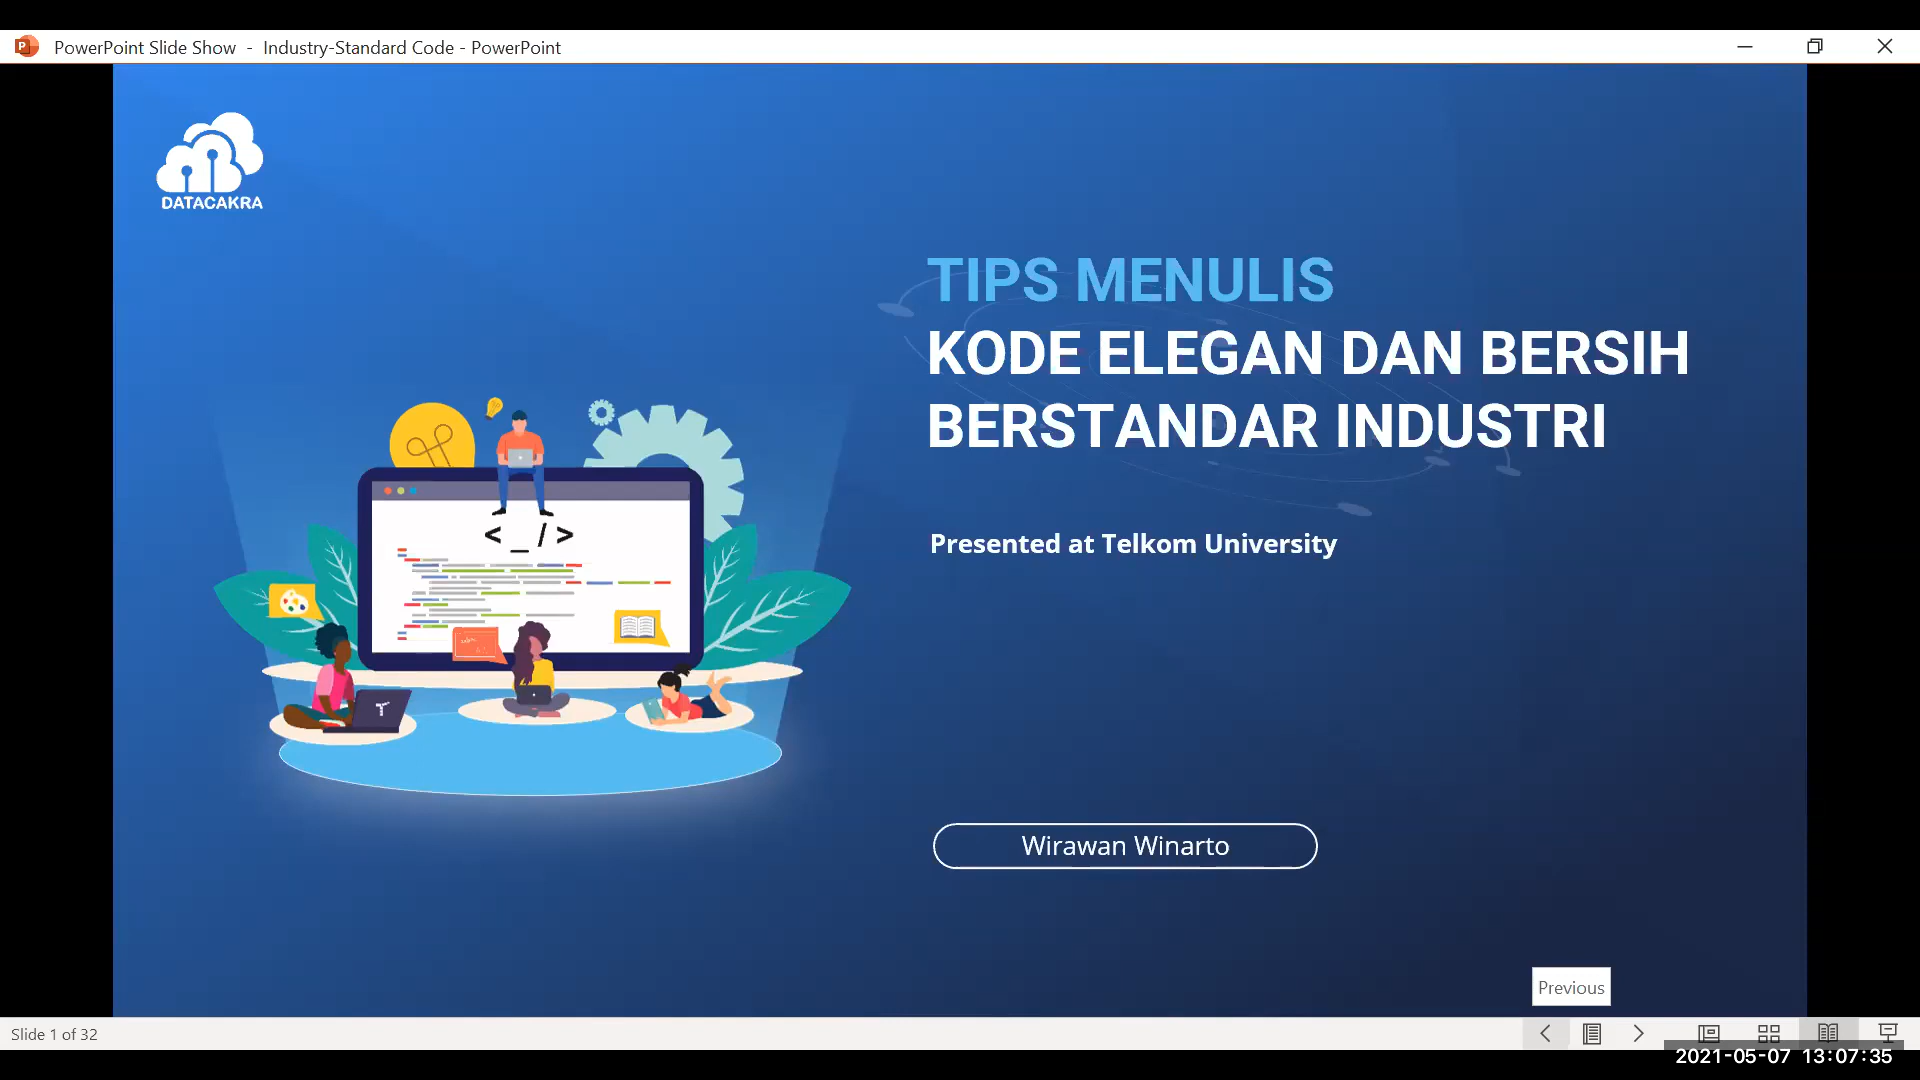 PowerPoint Slide Show - Industry-Standard Code - PowerPoint
DATACAKRA
TIPS MENULIS
KODE ELEGAN DAN BERSIH
BERSTANDAR INDUSTRI
Presented at Telkom University
< _ / >
T
Wirawan Winarto
Previous
Slide 1 of 32
2021-05-07 13:07:35